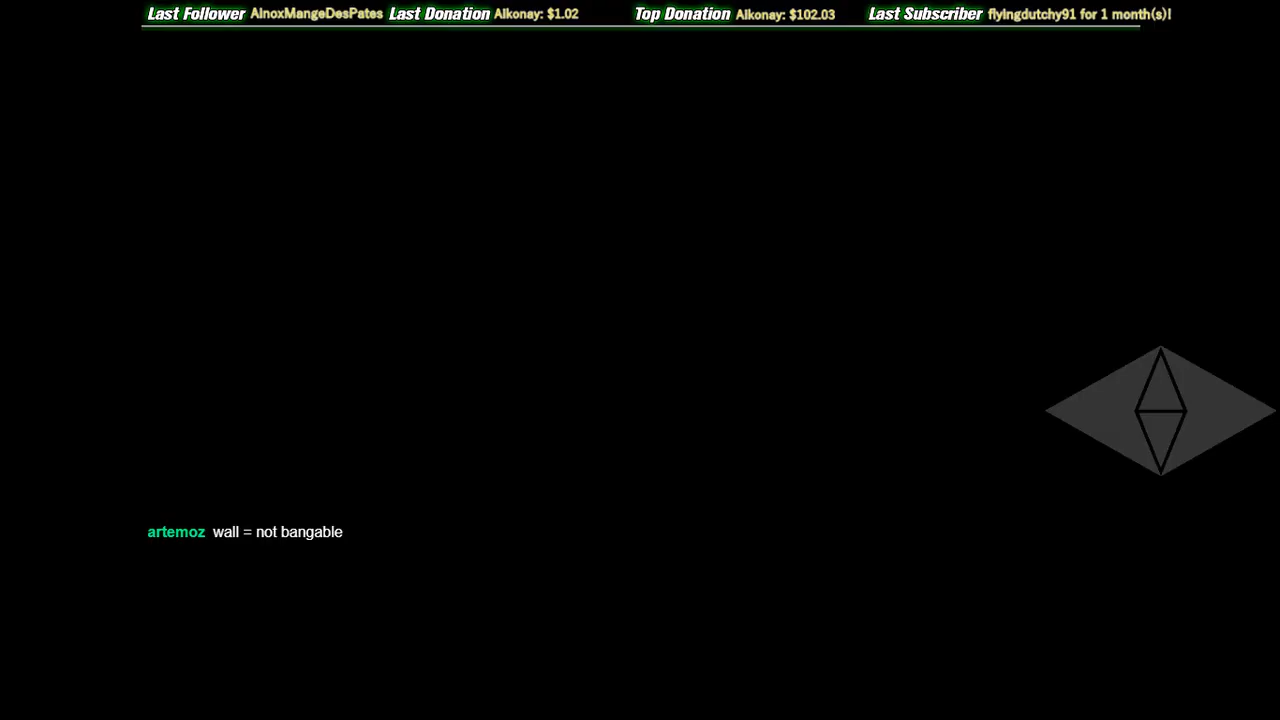 Last Follower AlnoxMangeDesPates Last Donation Alkonay: $1.02 Top Donation Alkonay: $102.03 Last Subscriber flyingdutchy91 for 1 month(s)!
artemoz wall = not bangable